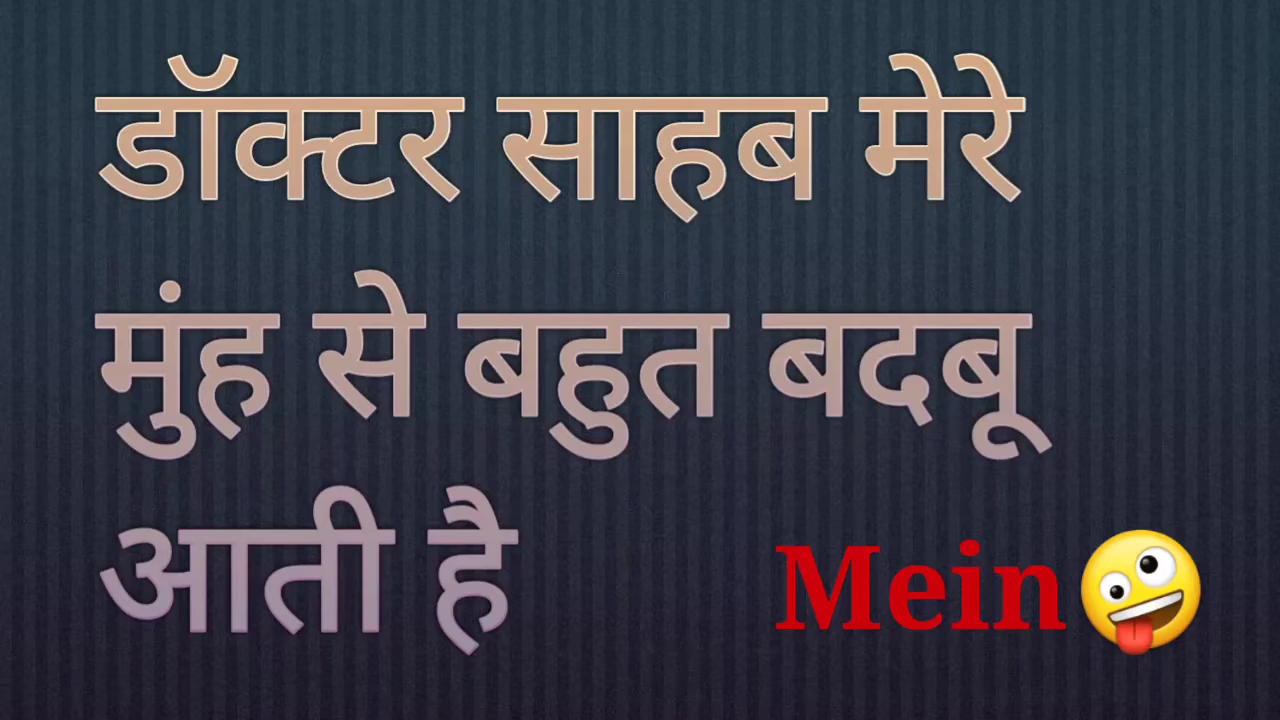 डॉक्टर साहब मेरे
मुंह से बहुत बदबू
आती है
Mein🤪